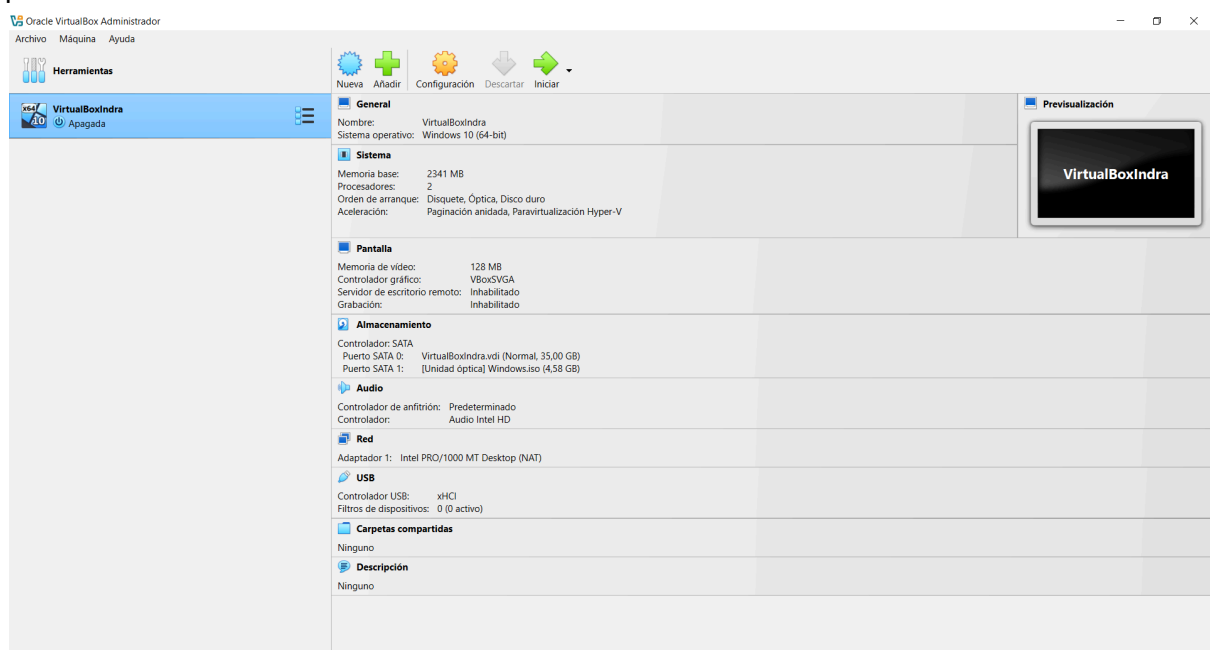 Oracle VirtualBox Administrador
Archivo Máquina Ayuda
Herramientas
Nueva Añadir Configuración Descartar Iniciar
x64
10
VirtualBoxIndra
Apagada
General
Nombre: VirtualBoxIndra
Sistema operativo: Windows 10 (64-bit)
Sistema
Memoria base: 2341 MB
Procesadores: 2
Orden de arranque: Disquete, Óptica, Disco duro
Aceleración: Paginación anidada, Paravirtualización Hyper-V
Previsualización
VirtualBoxIndra
Pantalla
Memoria de vídeo: 128 MB
Controlador gráfico: VBoxSVGA
Servidor de escritorio remoto: Inhabilitado
Grabación: Inhabilitado
Almacenamiento
Controlador: SATA
Puerto SATA 0: VirtualBoxIndra.vdi (Normal, 35,00 GB)
Puerto SATA 1: [Unidad óptica] Windows.iso (4,58 GB)
Audio
Controlador de anfitrión: Predeterminado
Controlador: Audio Intel HD
Red
Adaptador 1: Intel PRO/1000 MT Desktop (NAT)
USB
Controlador USB: xHCI
Filtros de dispositivos: 0 (0 activo)
Carpetas compartidas
Ninguno
Descripción
Ninguno